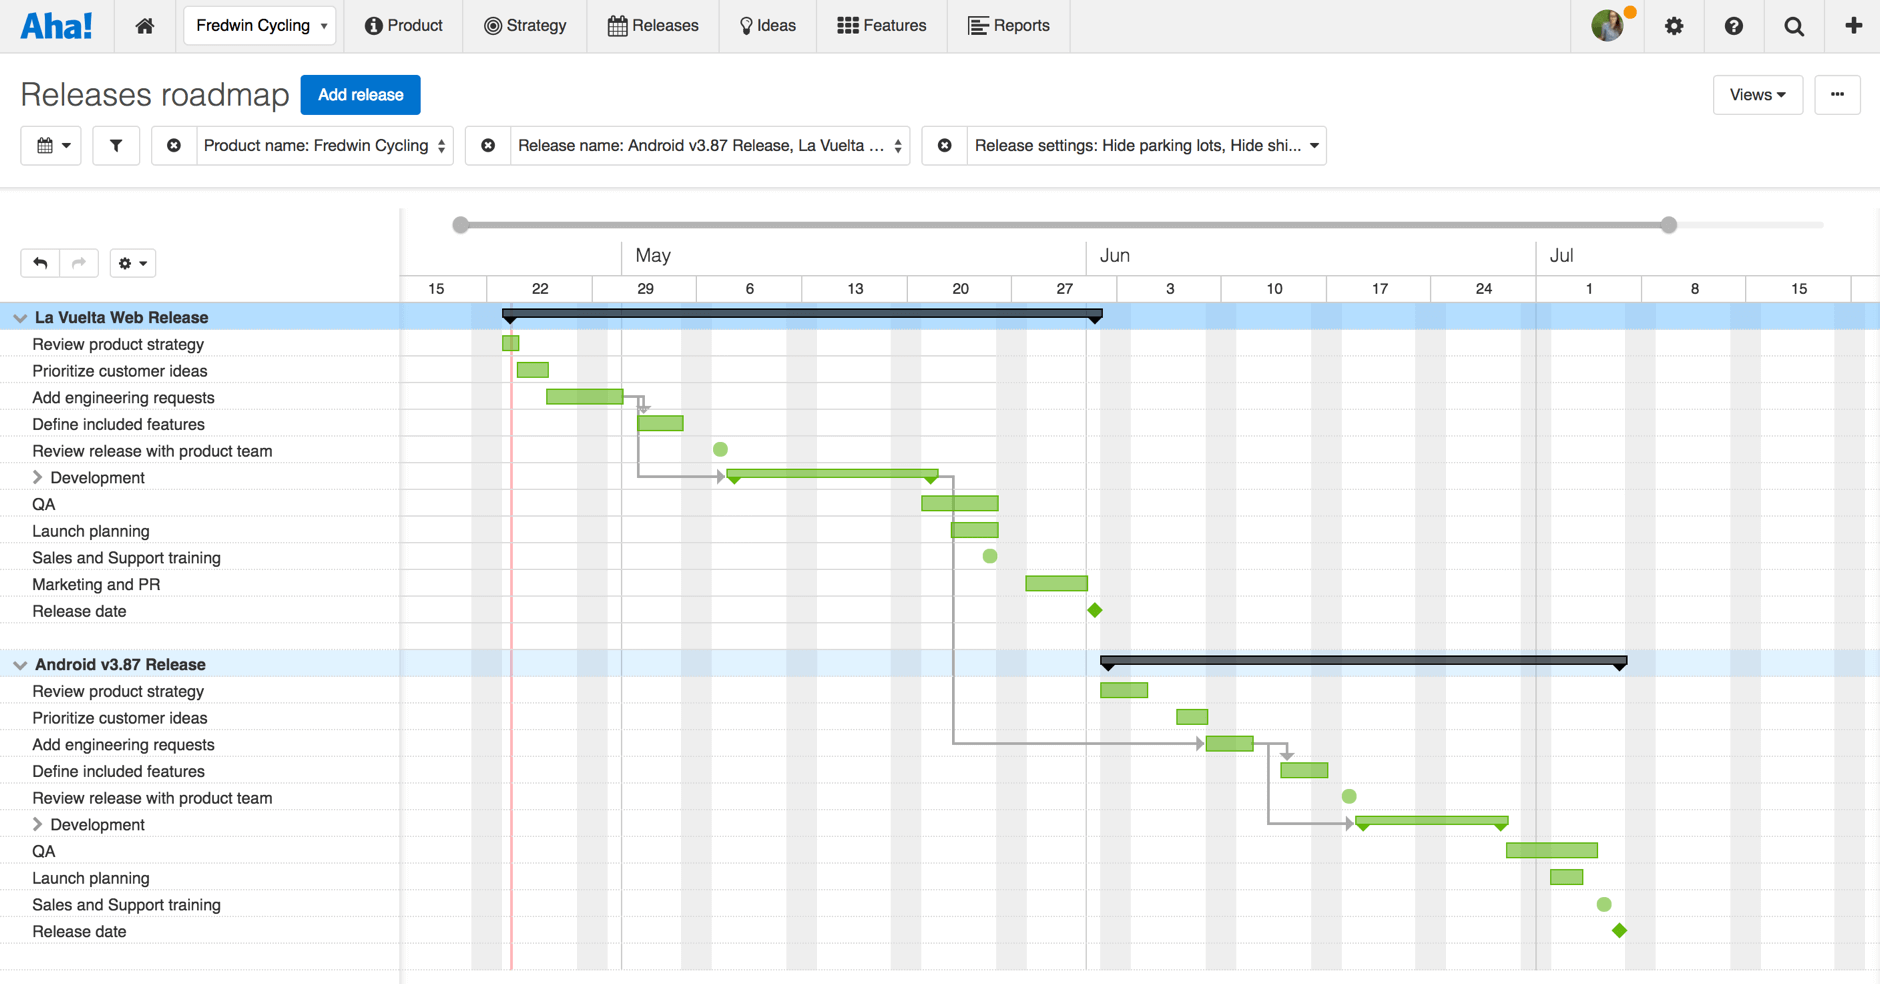 Aha!
Fredwin Cycling
Product
Strategy
Releases
Ideas
Features
Reports
Releases roadmap
Add release
Views
Product name: Fredwin Cycling
Release name: Android v3.87 Release, La Vuelta ...
Release settings: Hide parking lots, Hide shi...
May
Jun
Jul
15 22 29 6 13 20 27 3 10 17 24 1 8 15
La Vuelta Web Release
Review product strategy
Prioritize customer ideas
Add engineering requests
Define included features
Review release with product team
Development
QA
Launch planning
Sales and Support training
Marketing and PR
Release date
Android v3.87 Release
Review product strategy
Prioritize customer ideas
Add engineering requests
Define included features
Review release with product team
Development
QA
Launch planning
Sales and Support training
Release date